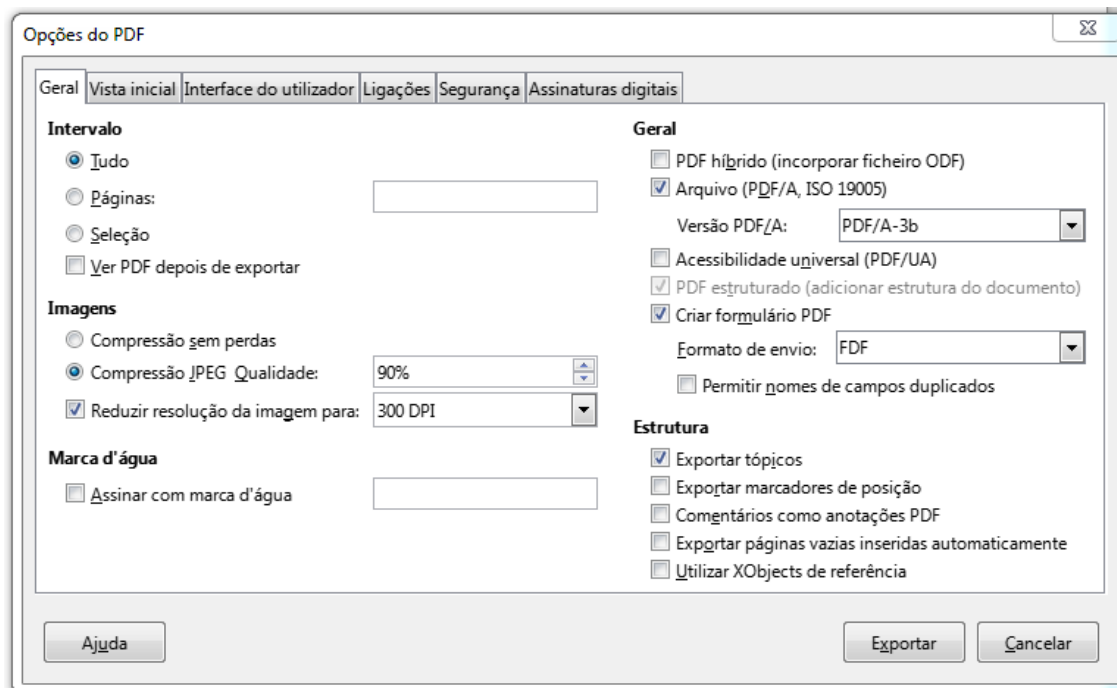 Opções do PDF
Geral Vista inicial Interface do utilizador Ligações Segurança Assinaturas digitais
Intervalo
Tudo
Páginas:
Seleção
Ver PDF depois de exportar
Imagens
Compressão sem perdas
Compressão JPEG Qualidade: 90%
Reduzir resolução da imagem para: 300 DPI
Marca d'água
Assinar com marca d'água
Geral
PDF híbrido (incorporar ficheiro ODF)
Arquivo (PDF/A, ISO 19005)
Versão PDF/A: PDF/A-3b
Acessibilidade universal (PDF/UA)
PDF estruturado (adicionar estrutura do documento)
Criar formulário PDF
Formato de envio: FDF
Permitir nomes de campos duplicados
Estrutura
Exportar tópicos
Exportar marcadores de posição
Comentários como anotações PDF
Exportar páginas vazias inseridas automaticamente
Utilizar XObjects de referência
Ajuda Exportar Cancelar